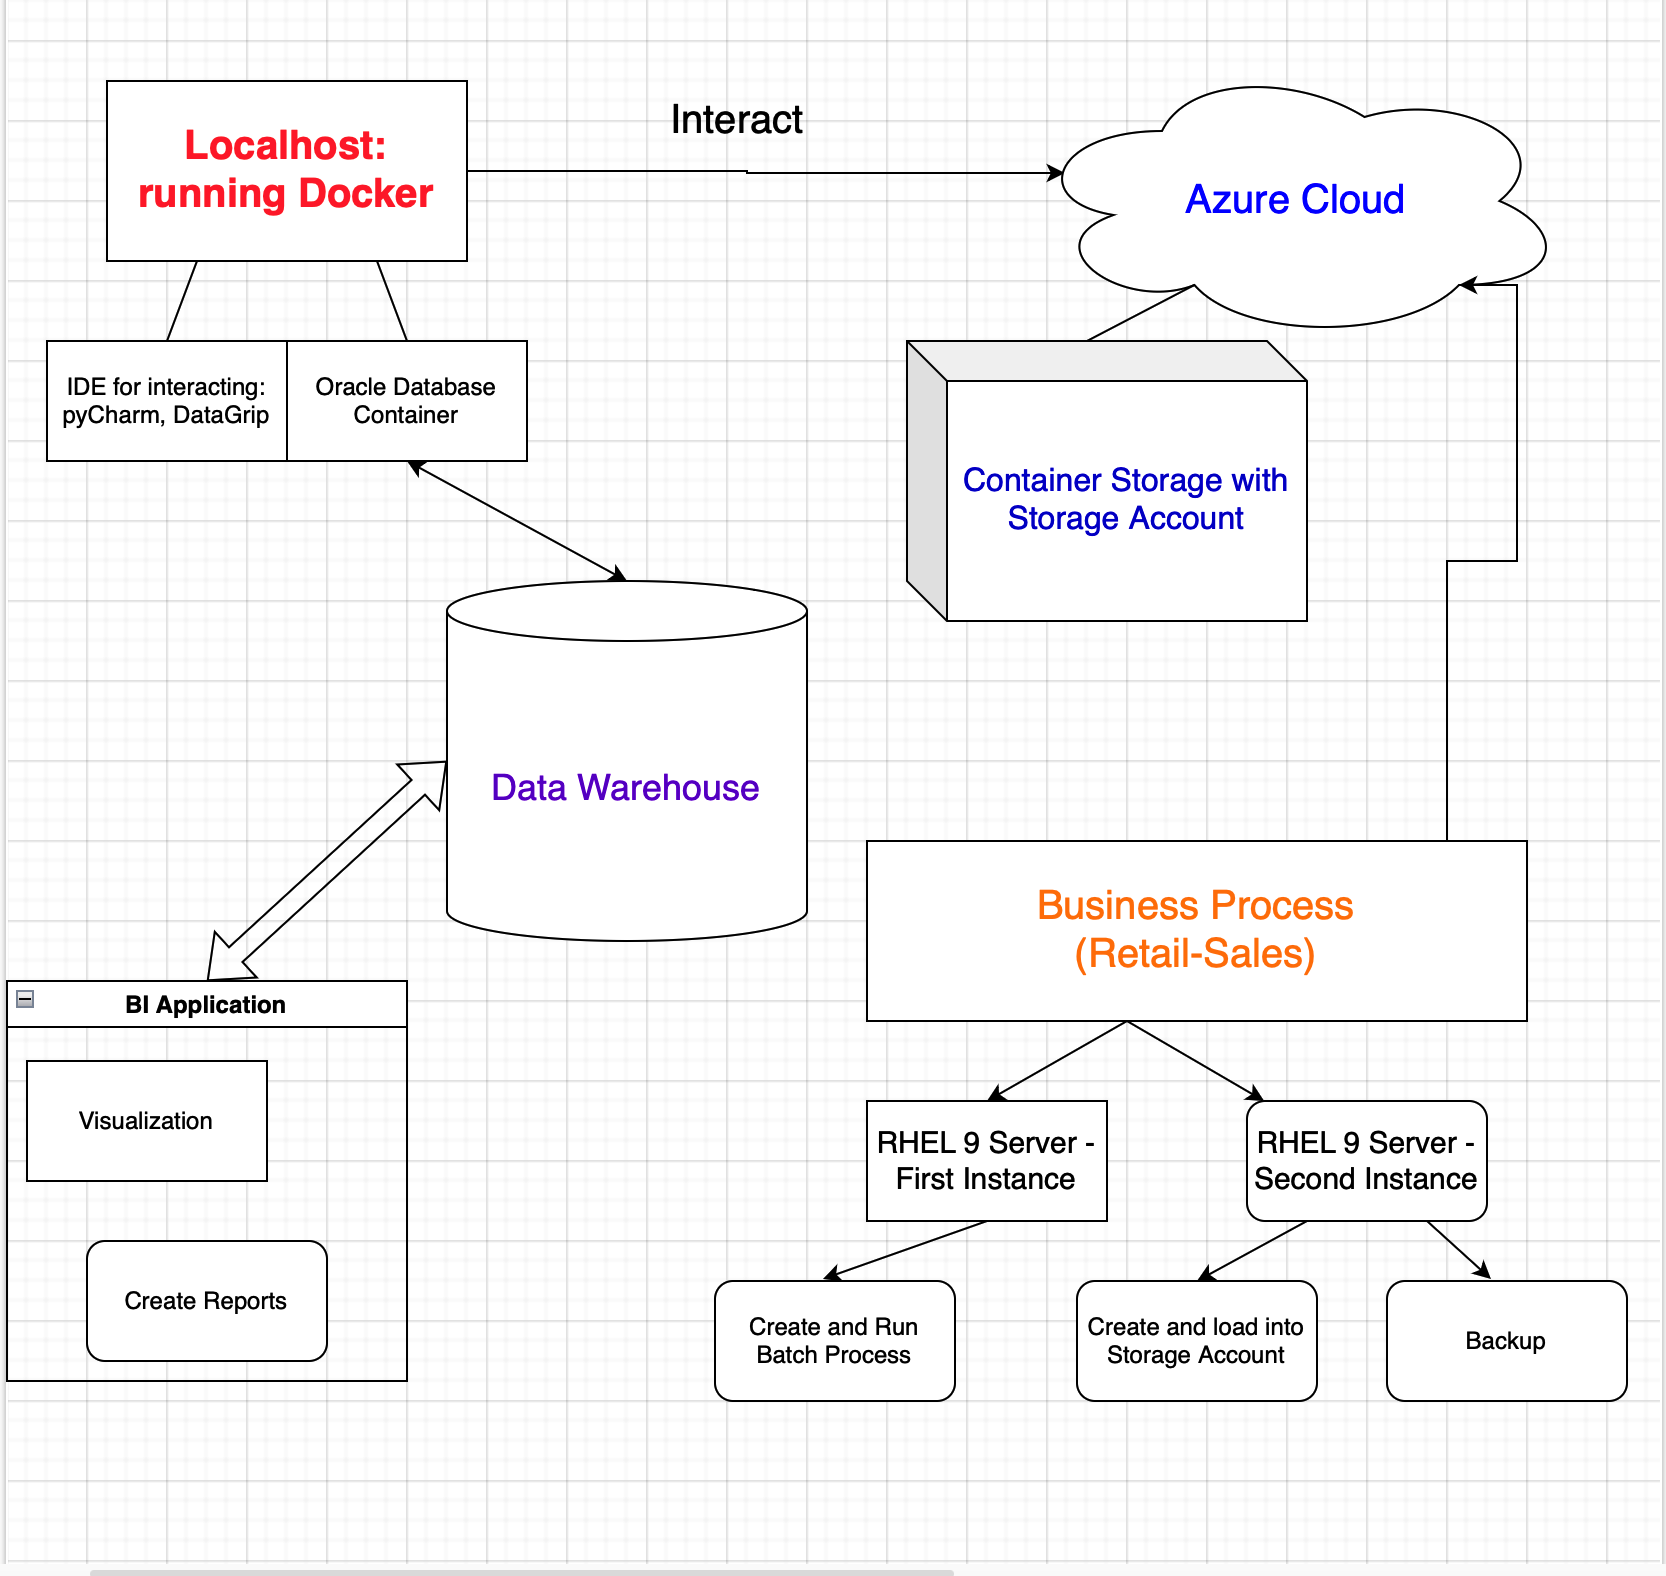 Localhost:
running Docker
Interact
Azure Cloud
IDE for interacting:
pyCharm, DataGrip
Oracle Database
Container
Container Storage with
Storage Account
Data Warehouse
Business Process
(Retail-Sales)
BI Application
Visualization
Create Reports
RHEL 9 Server -
First Instance
RHEL 9 Server -
Second Instance
Create and Run
Batch Process
Create and load into
Storage Account
Backup